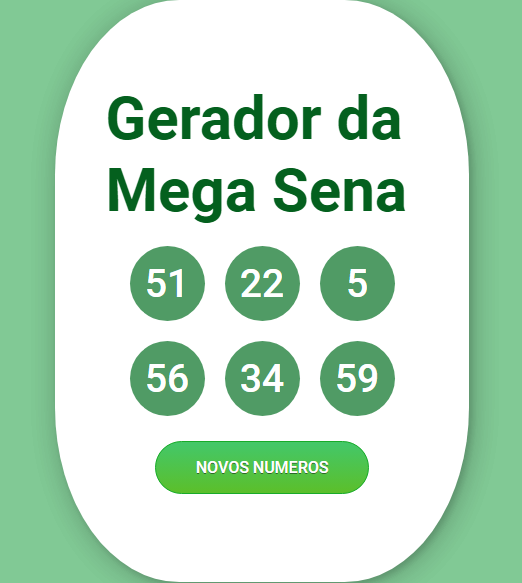 Gerador da
Mega Sena
51 22 5
56 34 59
NOVOS NUMEROS